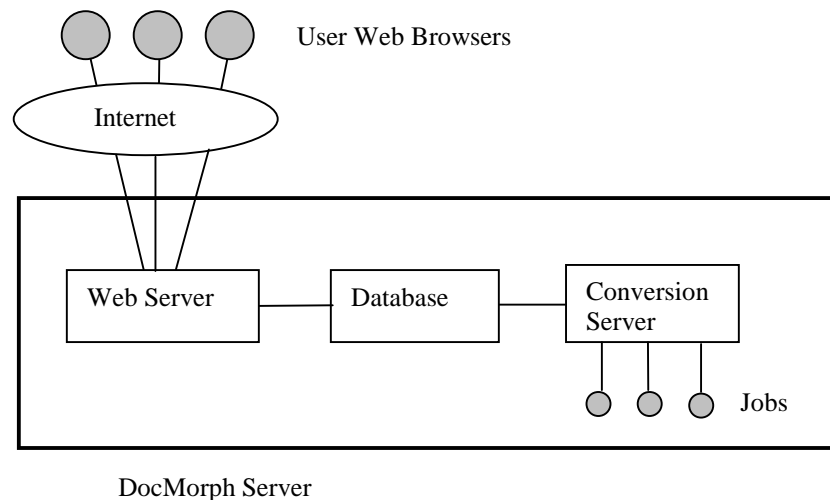 User Web Browsers
Internet
Web Server
Database
Conversion
Server
Jobs
DocMorph Server